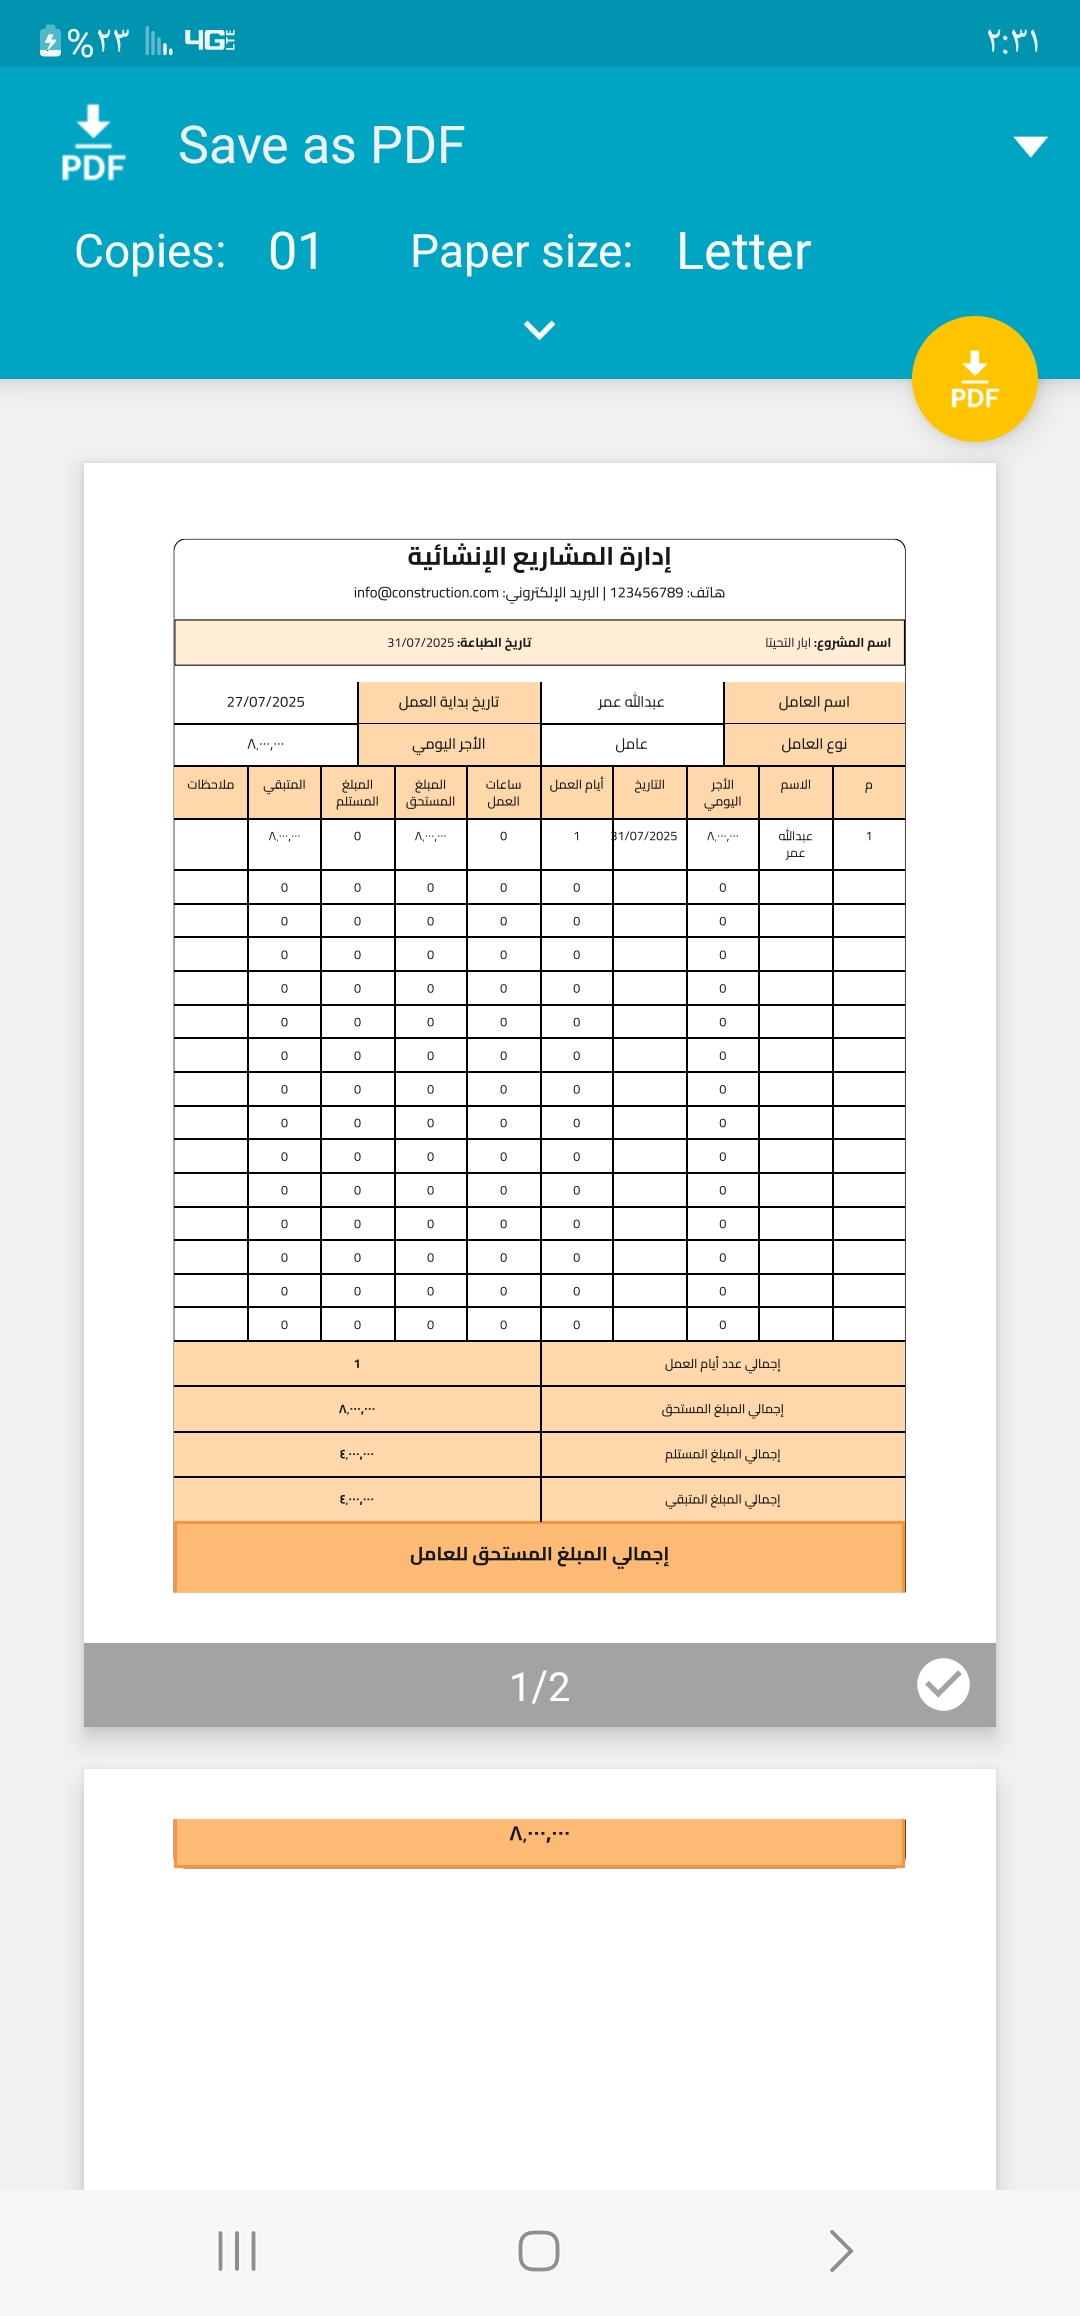 %٢٣ 4G LTE ٢:٣١
PDF Save as PDF
Copies: 01 Paper size: Letter
PDF
إدارة المشاريع الإنشائية
هاتف: 123456789 | البريد الإلكتروني: info@construction.com
اسم المشروع: ابار التحيتا تاريخ الطباعة: 31/07/2025
اسم العامل عبدالله عمر تاريخ بداية العمل 27/07/2025
نوع العامل عامل الأجر اليومي ٨,٠٠٠,٠٠٠
م الاسم الأجر اليومي التاريخ أيام العمل ساعات العمل المبلغ المستحق المبلغ المستلم المتبقي ملاحظات
1 عبدالله عمر ٨,٠٠٠,٠٠٠ 31/07/2025 1 0 ٨,٠٠٠,٠٠٠ 0 ٨,٠٠٠,٠٠٠
0 0 0 0 0 0
0 0 0 0 0 0
0 0 0 0 0 0
0 0 0 0 0 0
0 0 0 0 0 0
0 0 0 0 0 0
0 0 0 0 0 0
0 0 0 0 0 0
0 0 0 0 0 0
0 0 0 0 0 0
0 0 0 0 0 0
0 0 0 0 0 0
0 0 0 0 0 0
0 0 0 0 0 0
إجمالي عدد أيام العمل 1
إجمالي المبلغ المستحق ٨,٠٠٠,٠٠٠
إجمالي المبلغ المستلم ٤,٠٠٠,٠٠٠
إجمالي المبلغ المتبقي ٤,٠٠٠,٠٠٠
إجمالي المبلغ المستحق للعامل
1/2
٨,٠٠٠,٠٠٠